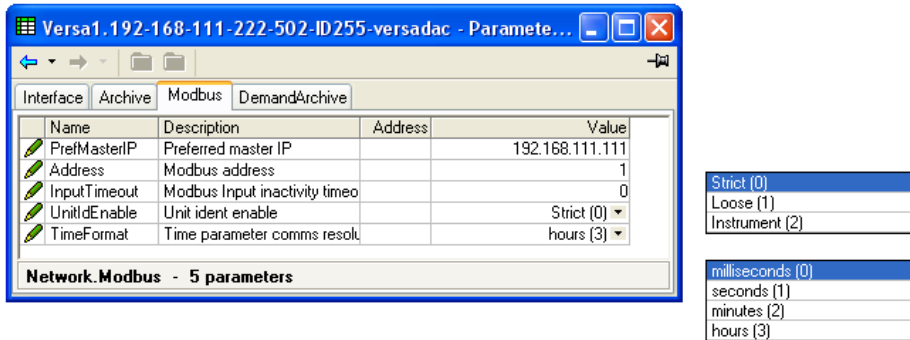 Versa1.192-168-111-222-502-ID255-versadac - Paramete...
Interface Archive Modbus DemandArchive
Name Description Address Value
PrefMasterIP Preferred master IP 192.168.111.111
Address Modbus address 1
InputTimeout Modbus Input inactivity timeo 0
UnitIdEnable Unit ident enable Strict (0)
TimeFormat Time parameter comms resolu hours (3)
Network.Modbus - 5 parameters
Strict (0)
Loose (1)
Instrument (2)
milliseconds (0)
seconds (1)
minutes (2)
hours (3)